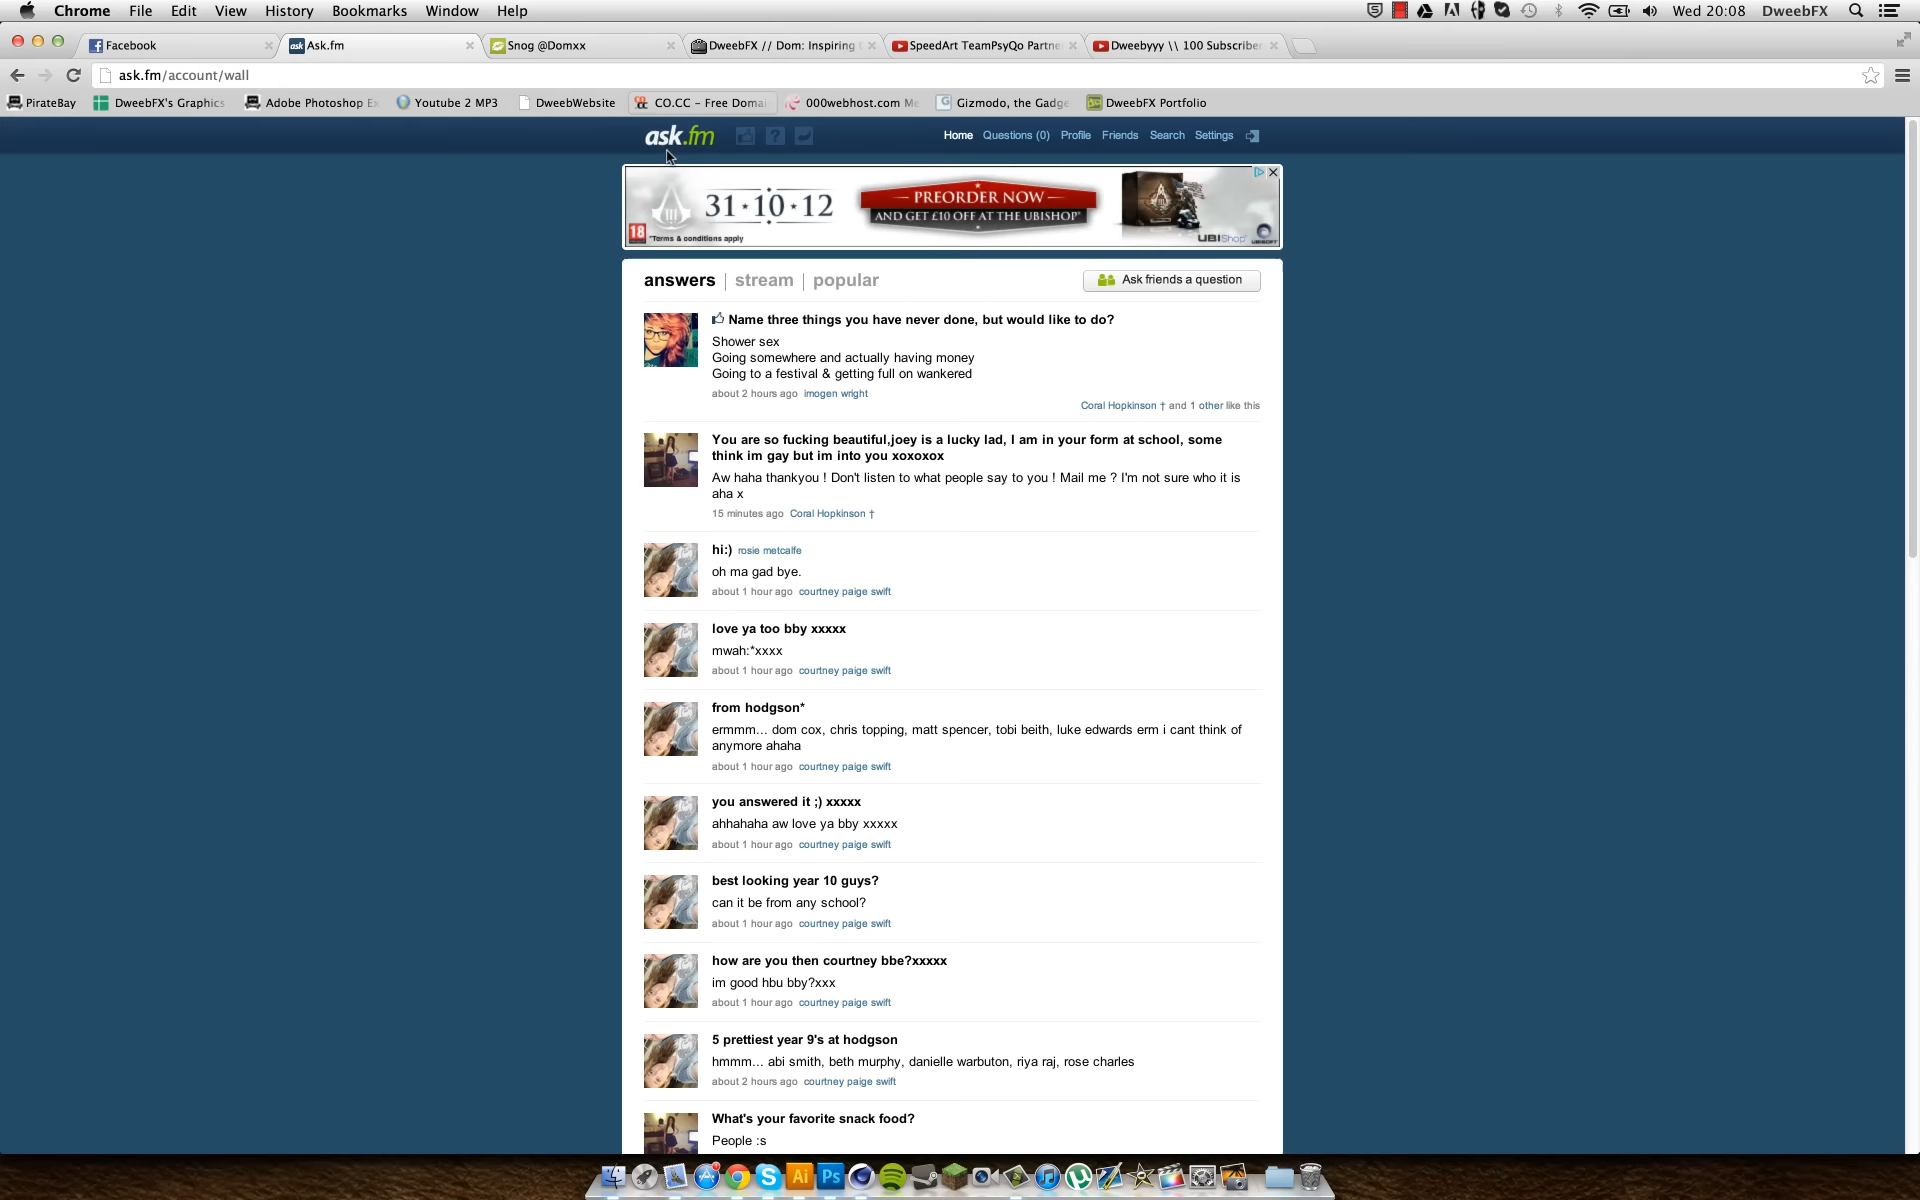 Chrome File Edit View History Bookmarks Window Help Wed 20:08 DweebFX
Facebook Ask.fm Snog @Domxx DweebFX // Dom: Inspiring SpeedArt TeamPsyQo Partne Dweebyyy \\ 100 Subscriber
ask.fm/account/wall
PirateBay DweebFX's Graphics Adobe Photoshop Ex Youtube 2 MP3 DweebWebsite CO.CC - Free Domai 000webhost.com Me Gizmodo, the Gadge DweebFX Portfolio
ask.fm Home Questions (0) Profile Friends Search Settings
31·10·12
PREORDER NOW
AND GET £10 OFF AT THE UBISHOP*
18 *Terms & conditions apply
UBIShop UBISOFT
answers | stream | popular Ask friends a question
Name three things you have never done, but would like to do?
Shower sex
Going somewhere and actually having money
Going to a festival & getting full on wankered
about 2 hours ago imogen wright
Coral Hopkinson † and 1 other like this
You are so fucking beautiful,joey is a lucky lad, I am in your form at school, some
think im gay but im into you xoxoxox
Aw haha thankyou ! Don't listen to what people say to you ! Mail me ? I'm not sure who it is
aha x
15 minutes ago Coral Hopkinson †
hi:) rosie metcalfe
oh ma gad bye.
about 1 hour ago courtney paige swift
love ya too bby xxxxx
mwah:*xxxx
about 1 hour ago courtney paige swift
from hodgson*
ermmm... dom cox, chris topping, matt spencer, tobi beith, luke edwards erm i cant think of
anymore ahaha
about 1 hour ago courtney paige swift
you answered it ;) xxxxx
ahhahaha aw love ya bby xxxxx
about 1 hour ago courtney paige swift
best looking year 10 guys?
can it be from any school?
about 1 hour ago courtney paige swift
how are you then courtney bbe?xxxxx
im good hbu bby?xxx
about 1 hour ago courtney paige swift
5 prettiest year 9's at hodgson
hmmm... abi smith, beth murphy, danielle warbuton, riya raj, rose charles
about 2 hours ago courtney paige swift
What's your favorite snack food?
People :s
Ai Ps